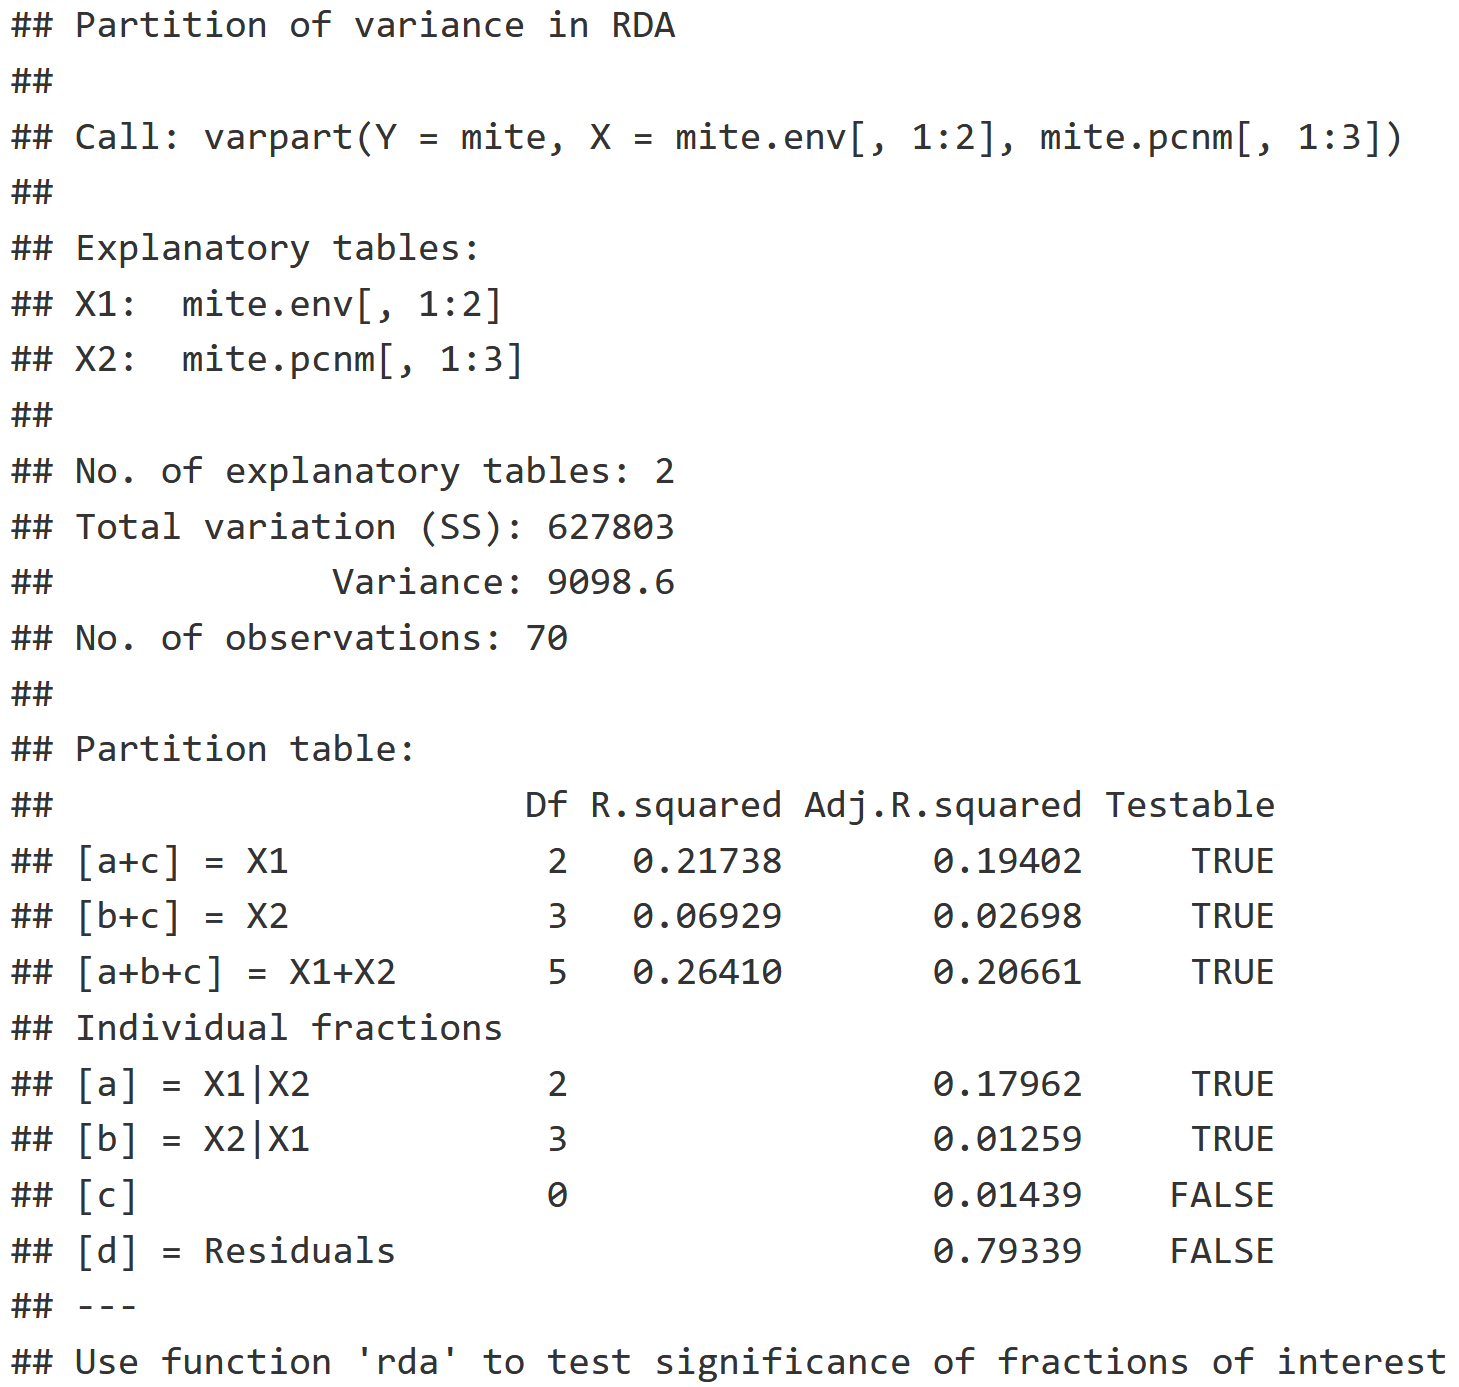 ## Partition of variance in RDA
##
## Call: varpart(Y = mite, X = mite.env[, 1:2], mite.pcnm[, 1:3])
##
## Explanatory tables:
## X1:  mite.env[, 1:2]
## X2:  mite.pcnm[, 1:3]
##
## No. of explanatory tables: 2
## Total variation (SS): 627803
##             Variance: 9098.6
## No. of observations: 70
##
## Partition table:
##                      Df R.squared Adj.R.squared Testable
## [a+c] = X1            2   0.21738       0.19402     TRUE
## [b+c] = X2            3   0.06929       0.02698     TRUE
## [a+b+c] = X1+X2       5   0.26410       0.20661     TRUE
## Individual fractions
## [a] = X1|X2           2                 0.17962     TRUE
## [b] = X2|X1           3                 0.01259     TRUE
## [c]                   0                 0.01439    FALSE
## [d] = Residuals                         0.79339    FALSE
## ---
## Use function 'rda' to test significance of fractions of interest